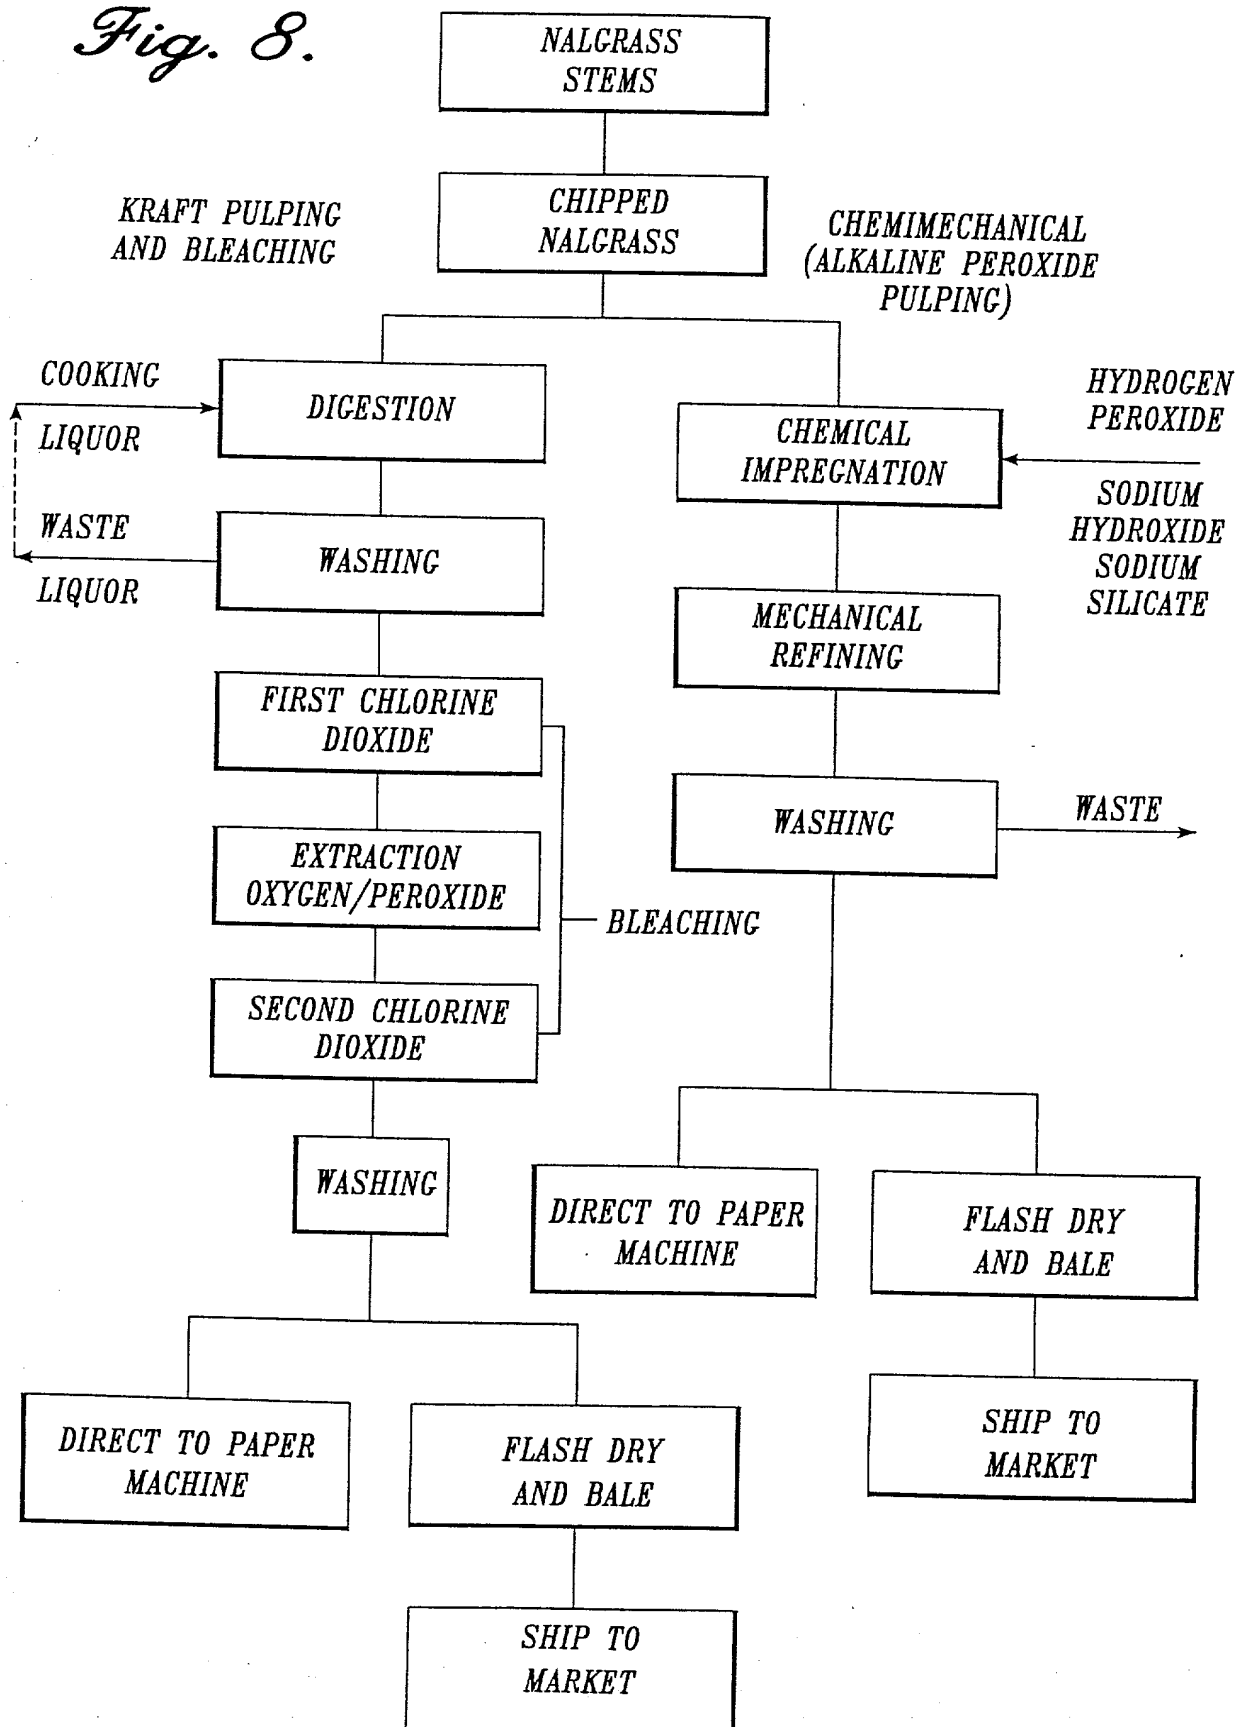 Fig. 8.
NALGRASS
STEMS
CHIPPED
NALGRASS
KRAFT PULPING
AND BLEACHING
CHEMIMECHANICAL
(ALKALINE PEROXIDE
PULPING)
COOKING
LIQUOR
DIGESTION
WASTE
LIQUOR
WASHING
FIRST CHLORINE
DIOXIDE
EXTRACTION
OXYGEN/PEROXIDE
SECOND CHLORINE
DIOXIDE
BLEACHING
WASHING
DIRECT TO PAPER
MACHINE
FLASH DRY
AND BALE
SHIP TO
MARKET
CHEMICAL
IMPREGNATION
HYDROGEN
PEROXIDE
SODIUM
HYDROXIDE
SODIUM
SILICATE
MECHANICAL
REFINING
WASHING
WASTE
DIRECT TO PAPER
MACHINE
FLASH DRY
AND BALE
SHIP TO
MARKET